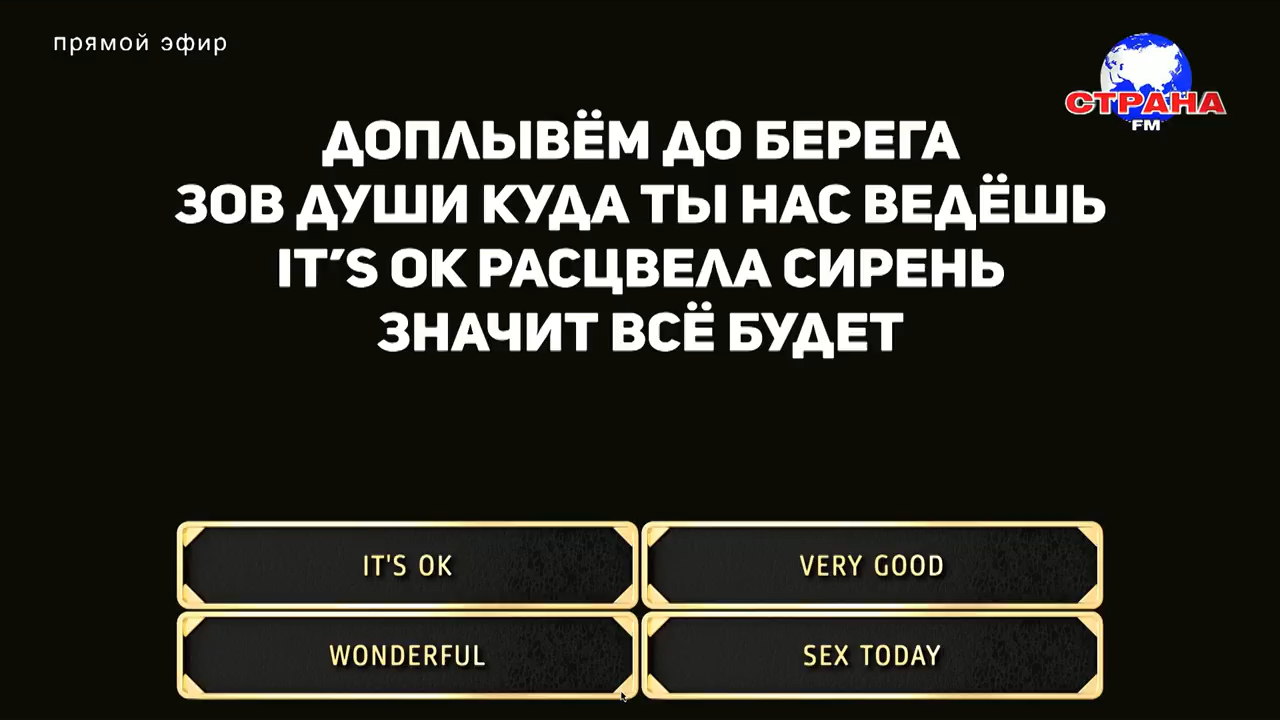 прямой эфир
СТРАНА
FM
ДОПЛЫВЁМ ДО БЕРЕГА
ЗОВ ДУШИ КУДА ТЫ НАС ВЕДЁШЬ
IT’S OK РАСЦВЕЛА СИРЕНЬ
ЗНАЧИТ ВСЁ БУДЕТ
IT'S OK
VERY GOOD
WONDERFUL
SEX TODAY